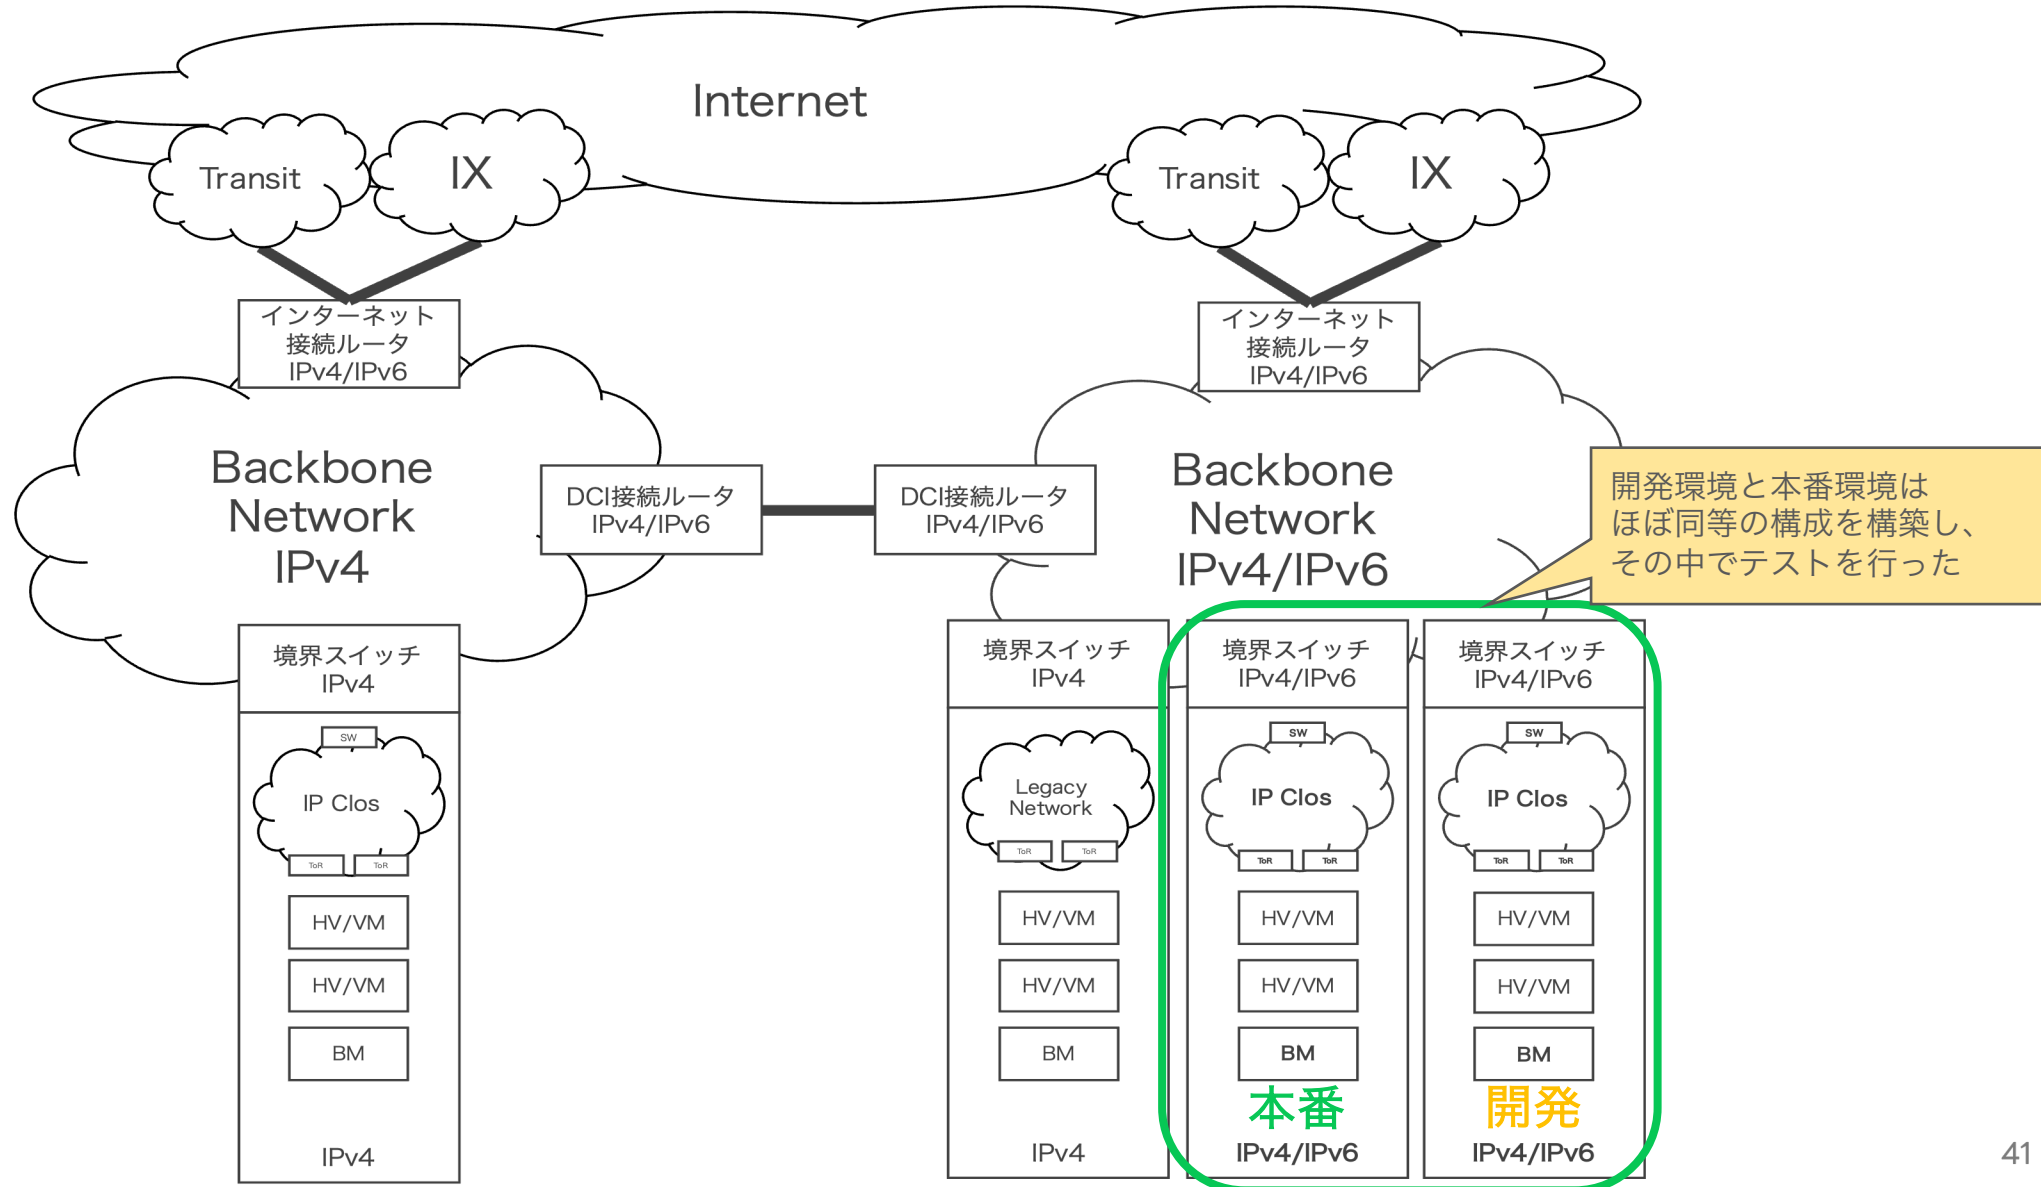 Internet
Transit
IX
Transit
IX
インターネット
接続ルータ
IPv4/IPv6
インターネット
接続ルータ
IPv4/IPv6
Backbone
Network
IPv4
DCI接続ルータ
IPv4/IPv6
DCI接続ルータ
IPv4/IPv6
Backbone
Network
IPv4/IPv6
開発環境と本番環境は
ほぼ同等の構成を構築し、
その中でテストを行った
境界スイッチ
IPv4
SW
IP Clos
ToR
ToR
HV/VM
HV/VM
BM
IPv4
境界スイッチ
IPv4
Legacy
Network
ToR
ToR
HV/VM
HV/VM
BM
IPv4
境界スイッチ
IPv4/IPv6
SW
IP Clos
ToR
ToR
HV/VM
HV/VM
BM
本番
IPv4/IPv6
境界スイッチ
IPv4/IPv6
SW
IP Clos
ToR
ToR
HV/VM
HV/VM
BM
開発
IPv4/IPv6
41